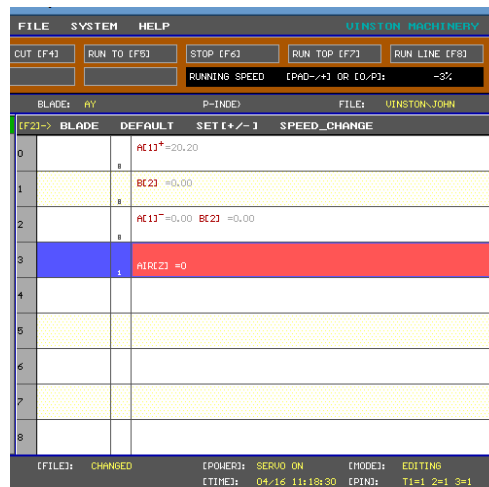 FILE SYSTEM HELP VINSTON MACHINERY
CUT [F4] RUN TO [F5] STOP [F6] RUN TOP [F7] RUN LINE [F8]
RUNNING SPEED [PAD-/+] OR [O/P]: -3%
BLADE: AY P-INDE) FILE: VINSTON\JOHN
[F2]-> BLADE DEFAULT SET[+/-] SPEED_CHANGE
0 A[1]+=20.20
1 B[2] =0.00
2 A[1]-=0.00 B[2] =0.00
3 1 AIR[Z] =0
4
5
6
7
8
[FILE]: CHANGED [POWER]: SERVO ON [MODE]: EDITING
[TIME]: 04/16 11:18:30 [PIN]: T1=1 2=1 3=1